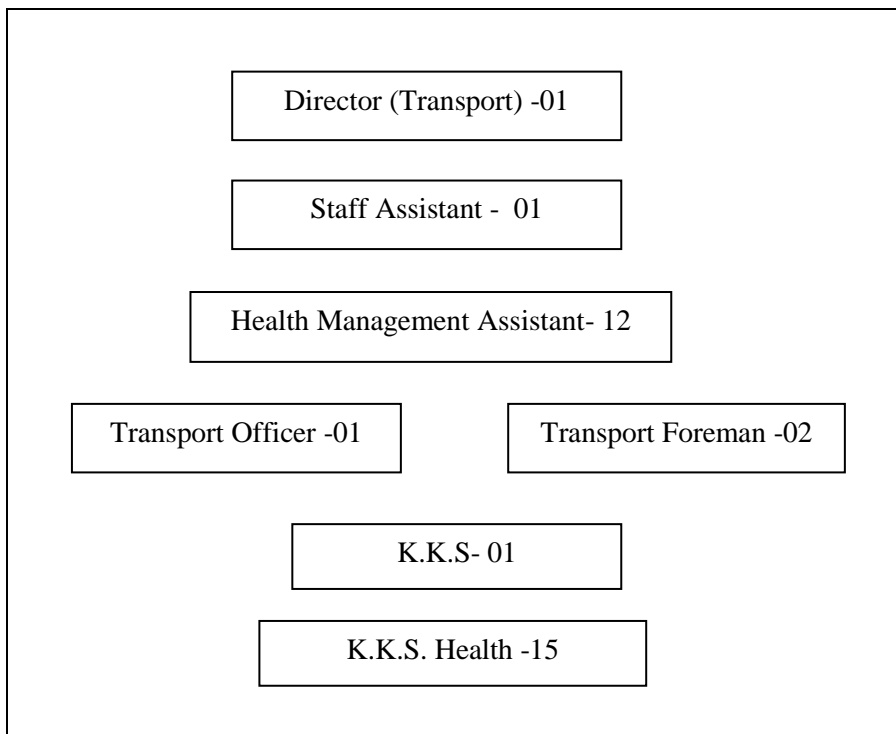 Director (Transport) -01
Staff Assistant - 01
Health Management Assistant- 12
Transport Officer -01
Transport Foreman -02
K.K.S- 01
K.K.S. Health -15